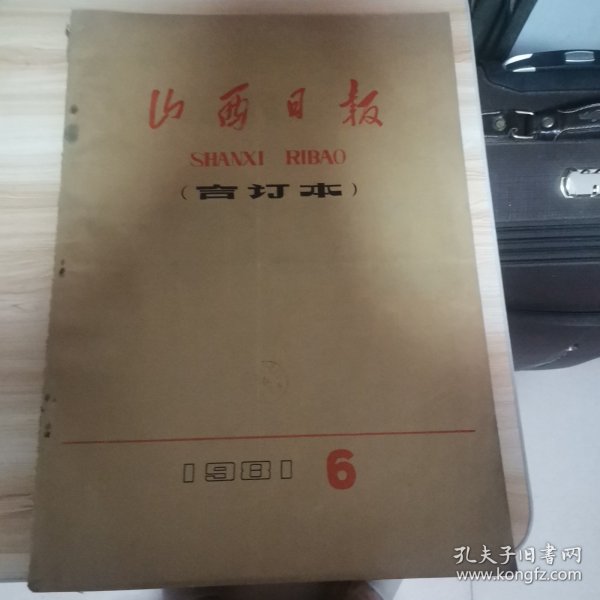 山西日报
SHANXI RIBAO
（合订本）
1981 6
孔夫子旧书网
www.kongfz.com